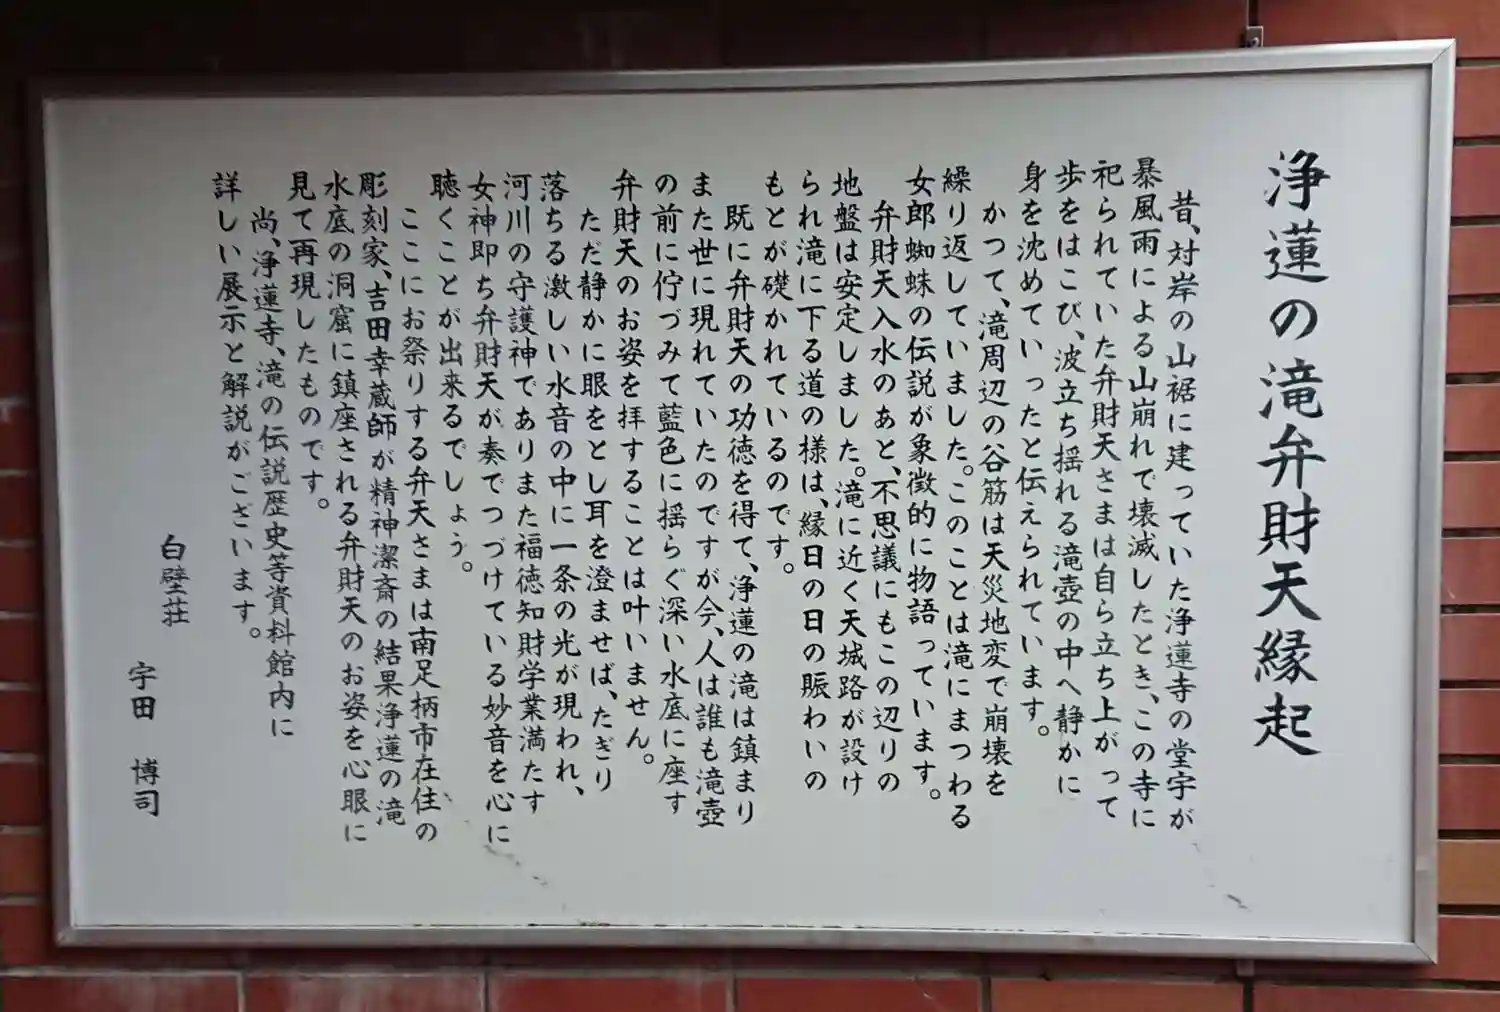 浄蓮の滝弁財天縁起
昔、対岸の山裾に建っていた浄蓮寺の堂宇が
暴風雨による山崩れで壊滅したとき、この寺に
祀られていた弁財天さまは自ら立ち上がって
歩をはこび、波立ち揺れる滝壺の中へ静かに
身を沈めていったと伝えられています。
かつて、滝周辺の谷筋は天災地変で崩壊を
繰り返していました。このことは滝にまつわる
女郎蜘蛛の伝説が象徴的に物語っています。
弁財天入水のあと、不思議にもこの辺りの
地盤は安定しました。滝に近く天城路が設け
られ滝に下る道の様は、縁日の日の賑わいの
もとが礎かれているのです。
既に弁財天の功徳を得て、浄蓮の滝は鎮まり
また世に現れていたのですが今、人は誰も滝壺
の前に佇づみて藍色に揺らぐ深い水底に座す
弁財天のお姿を拝することは叶いません。
ただ静かに眼をとし耳を澄ませば、たぎり
落ちる激しい水音の中に一条の光が現われ、
河川の守護神でありまた福徳知財学業満たす
女神即ち弁財天が奏でつづけている妙音を心に
聴くことが出来るでしょう。
ここにお祭りする弁天さまは南足柄市在住の
彫刻家、吉田幸蔵師が精神潔斎の結果浄蓮の滝
水底の洞窟に鎮座される弁財天のお姿を心眼に
見て再現したものです。
尚、浄蓮寺、滝の伝説歴史等資料館内に
詳しい展示と解説がございます。
白壁荘
宇田　博司